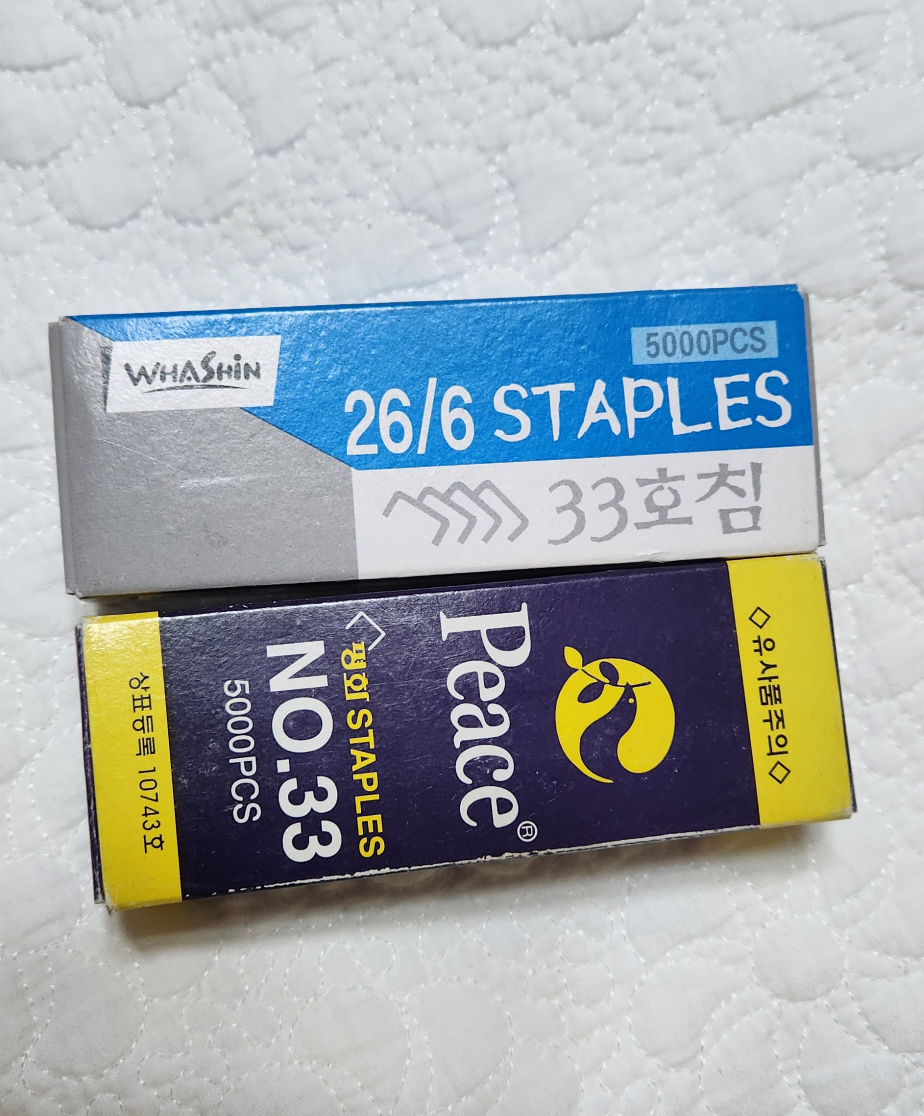 WHASHIN
5000PCS
26/6 STAPLES
33호침
◇유사품주의◇
Peace®
평화 STAPLES
NO.33
5000PCS
상표등록 10743호